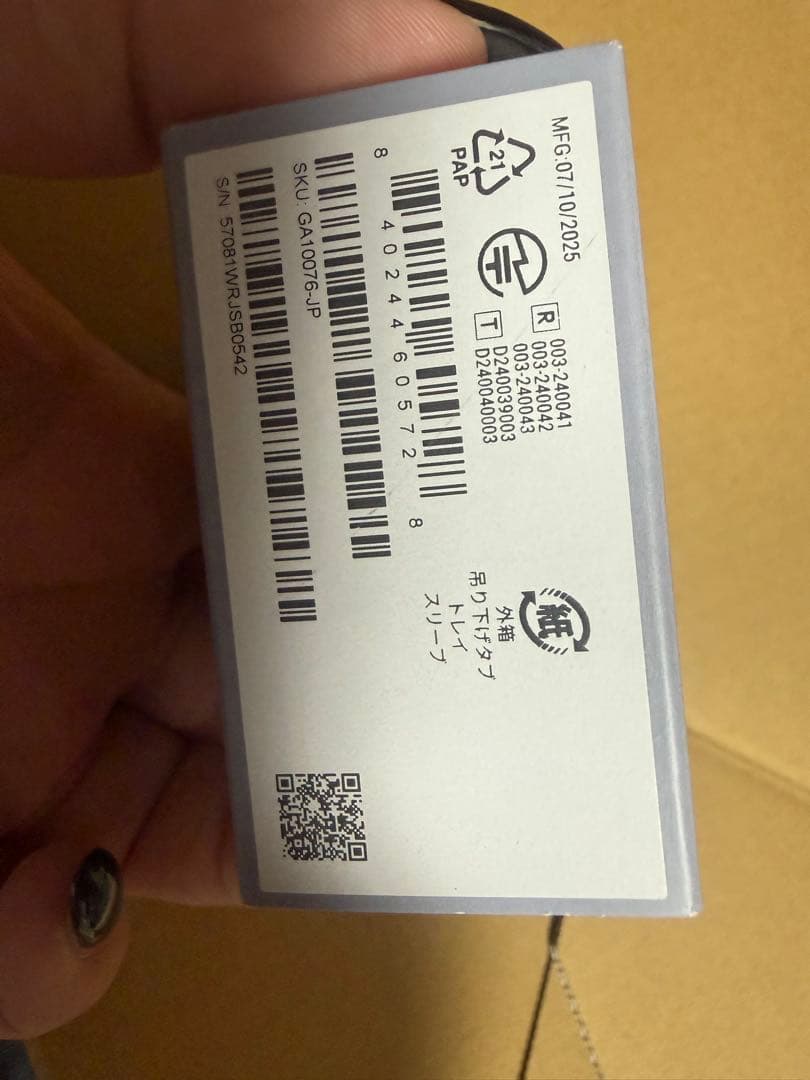 MFG:07/10/2025
21
PAP
R 003-240041
003-240042
003-240043
T D240039003
D240040003
8 40244 60572 8
SKU: GA10076-JP
S/N 57081WRJSB0542
紙
外箱
吊り下げタブ
トレイ
スリーブ